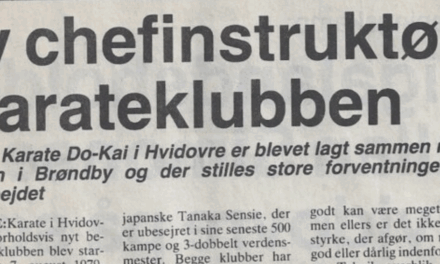 chefinstruktø
arateklubben
Karate Do-Kai i Hvidovre er blevet lagt sammen
i Brøndby og der stilles store forventninge
ejdet
E:Karate i Hvidov-
orholdsvis nyt be-
klubben blev star-
japanske Tanaka Sensie, der
er ubesejret i sine seneste 500
kampe og 3-dobbelt verdens-
mester. Begge klubber har
godt kan være meget
men ellers er det ikke
styrke, der afgør, om
god eller dårlig indenfo